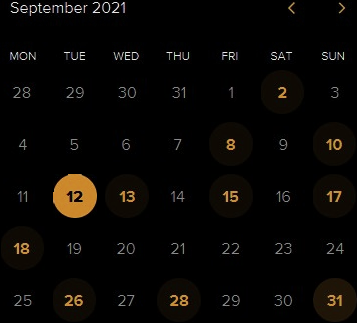 September 2021 < >
MON TUE WED THU FRI SAT SUN
28 29 30 31 1 2 3
4 5 6 7 8 9 10
11 12 13 14 15 16 17
18 19 20 21 22 23 24
25 26 27 28 29 30 31